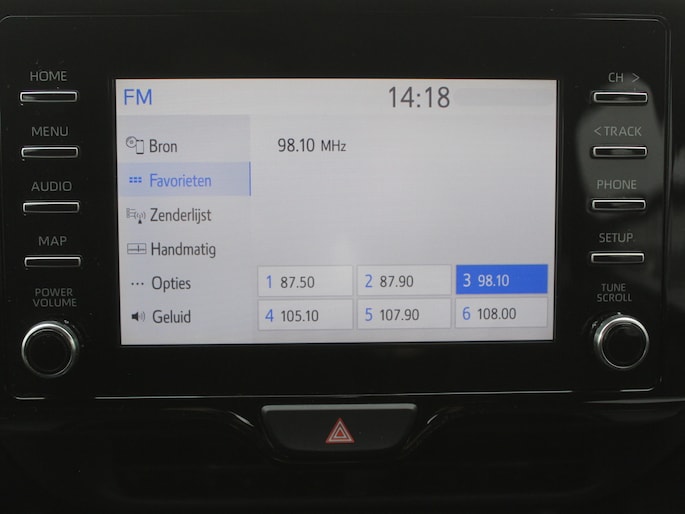 HOME
MENU
AUDIO
MAP
POWER
VOLUME
FM 14:18
Bron
Favorieten
Zenderlijst
Handmatig
Opties
Geluid
98.10 MHz
1 87.50 2 87.90 3 98.10
4 105.10 5 107.90 6 108.00
CH >
< TRACK
PHONE
SETUP
TUNE
SCROLL